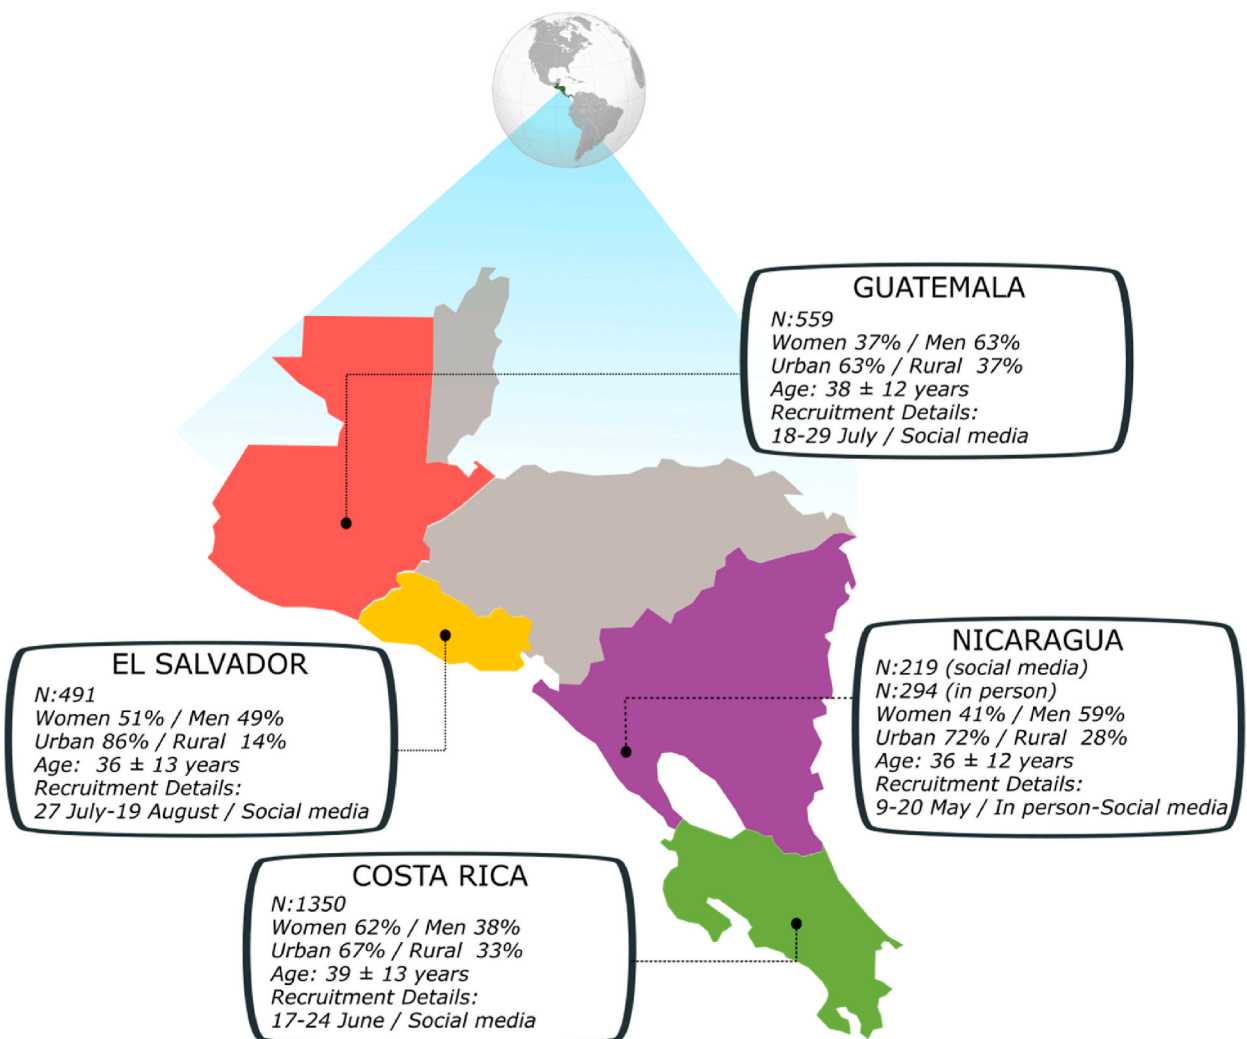 GUATEMALA
N:559
Women 37% / Men 63%
Urban 63% / Rural 37%
Age: 38 ± 12 years
Recruitment Details:
18-29 July / Social media
EL SALVADOR
N:491
Women 51% / Men 49%
Urban 86% / Rural 14%
Age: 36 ± 13 years
Recruitment Details:
27 July-19 August / Social media
NICARAGUA
N:219 (social media)
N:294 (in person)
Women 41% / Men 59%
Urban 72% / Rural 28%
Age: 36 ± 12 years
Recruitment Details:
9-20 May / In person-Social media
COSTA RICA
N:1350
Women 62% / Men 38%
Urban 67% / Rural 33%
Age: 39 ± 13 years
Recruitment Details:
17-24 June / Social media